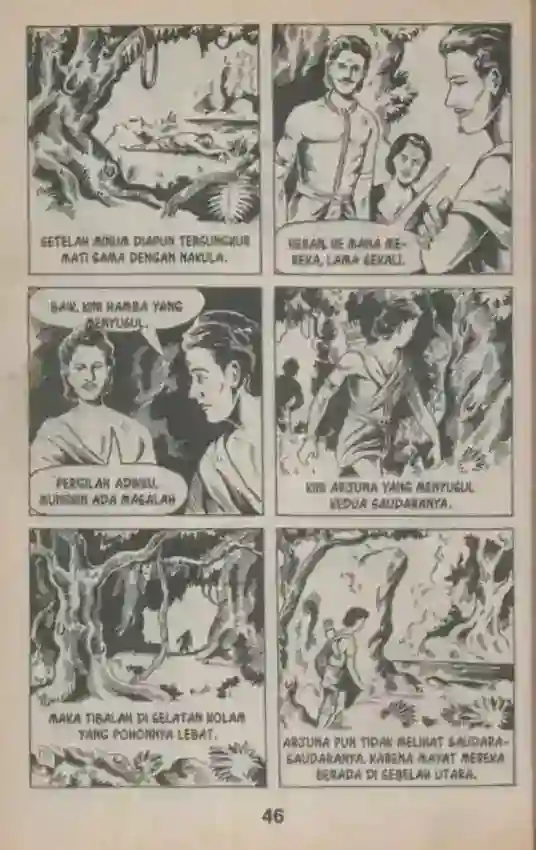 SETELAH MINUM DIAPUN TERSUNGKUR
MATI SAMA DENGAN NAKULA.
HERAN, KE MANA ME-
REKA, LAMA SEKALI.
BAIK, KINI HAMBA YANG
MENYUSUL.
PERGILAH ADIKKU,
MUNGKIN ADA MASALAH
KINI ARJUNA YANG MENYUSUL
KEDUA SAUDARANYA.
MAKA TIBALAH DI SELATAN KOLAM
YANG POHONNYA LEBAT.
ARJUNA PUN TIDAK MELIHAT SAUDARA-
SAUDARANYA. KARENA MAYAT MEREKA
BERADA DI SEBELAH UTARA.
46